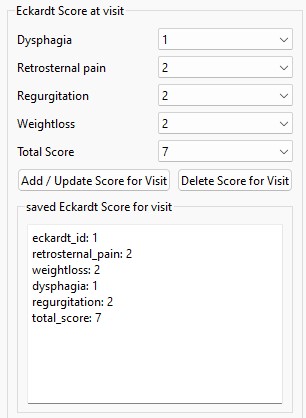 Eckardt Score at visit
Dysphagia 1
Retrosternal pain 2
Regurgitation 2
Weightloss 2
Total Score 7
Add / Update Score for Visit Delete Score for Visit
saved Eckardt Score for visit
eckardt_id: 1
retrosternal_pain: 2
weightloss: 2
dysphagia: 1
regurgitation: 2
total_score: 7